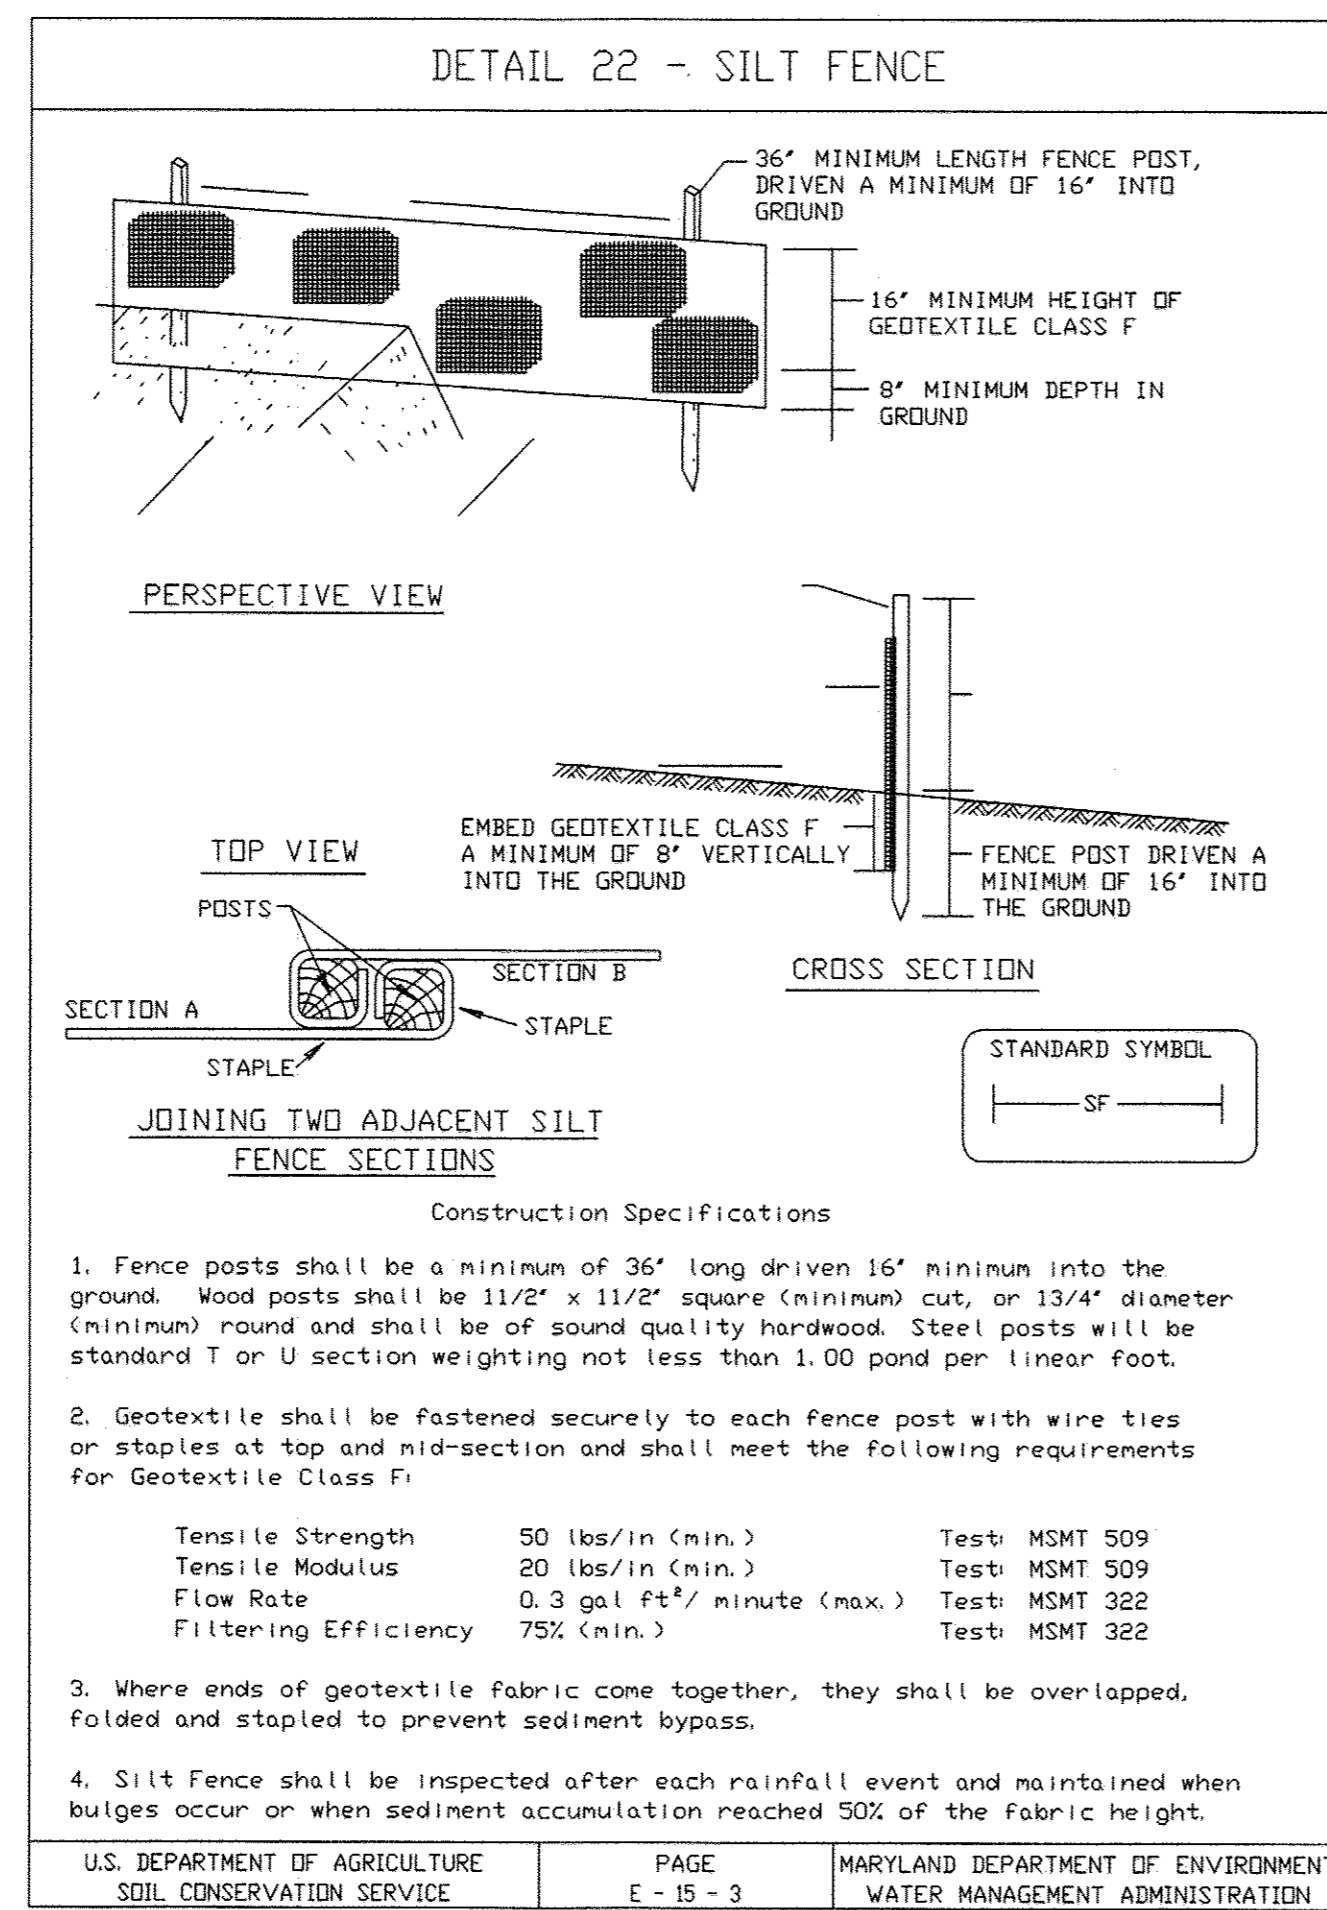 DETAIL 22 - SILT FENCE
36" MINIMUM LENGTH FENCE POST,
DRIVEN A MINIMUM OF 16" INTO
GROUND
16" MINIMUM HEIGHT OF
GEOTEXTILE CLASS F
8" MINIMUM DEPTH IN
GROUND
PERSPECTIVE VIEW
EMBED GEOTEXTILE CLASS F
A MINIMUM OF 8" VERTICALLY
INTO THE GROUND
FENCE POST DRIVEN A
MINIMUM OF 16" INTO
THE GROUND
CROSS SECTION
TOP VIEW
POSTS
SECTION B
SECTION A
STAPLE
STAPLE
JOINING TWO ADJACENT SILT
FENCE SECTIONS
STANDARD SYMBOL
SF
Construction Specifications
1. Fence posts shall be a minimum of 36" long driven 16" minimum into the
ground. Wood posts shall be 11/2" x 11/2" square (minimum) cut, or 13/4" diameter
(minimum) round and shall be of sound quality hardwood. Steel posts will be
standard T or U section weighting not less than 1.00 pond per linear foot.
2. Geotextile shall be fastened securely to each fence post with wire ties
or staples at top and mid-section and shall meet the following requirements
for Geotextile Class F:
Tensile Strength 50 lbs/in (min.) Test: MSMT 509
Tensile Modulus 20 lbs/in (min.) Test: MSMT 509
Flow Rate 0.3 gal ft²/ minute (max.) Test: MSMT 322
Filtering Efficiency 75% (min.) Test: MSMT 322
3. Where ends of geotextile fabric come together, they shall be overlapped,
folded and stapled to prevent sediment bypass.
4. Silt Fence shall be inspected after each rainfall event and maintained when
bulges occur or when sediment accumulation reached 50% of the fabric height.
U.S. DEPARTMENT OF AGRICULTURE
SOIL CONSERVATION SERVICE
PAGE
E - 15 - 3
MARYLAND DEPARTMENT OF ENVIRONMENT
WATER MANAGEMENT ADMINISTRATION